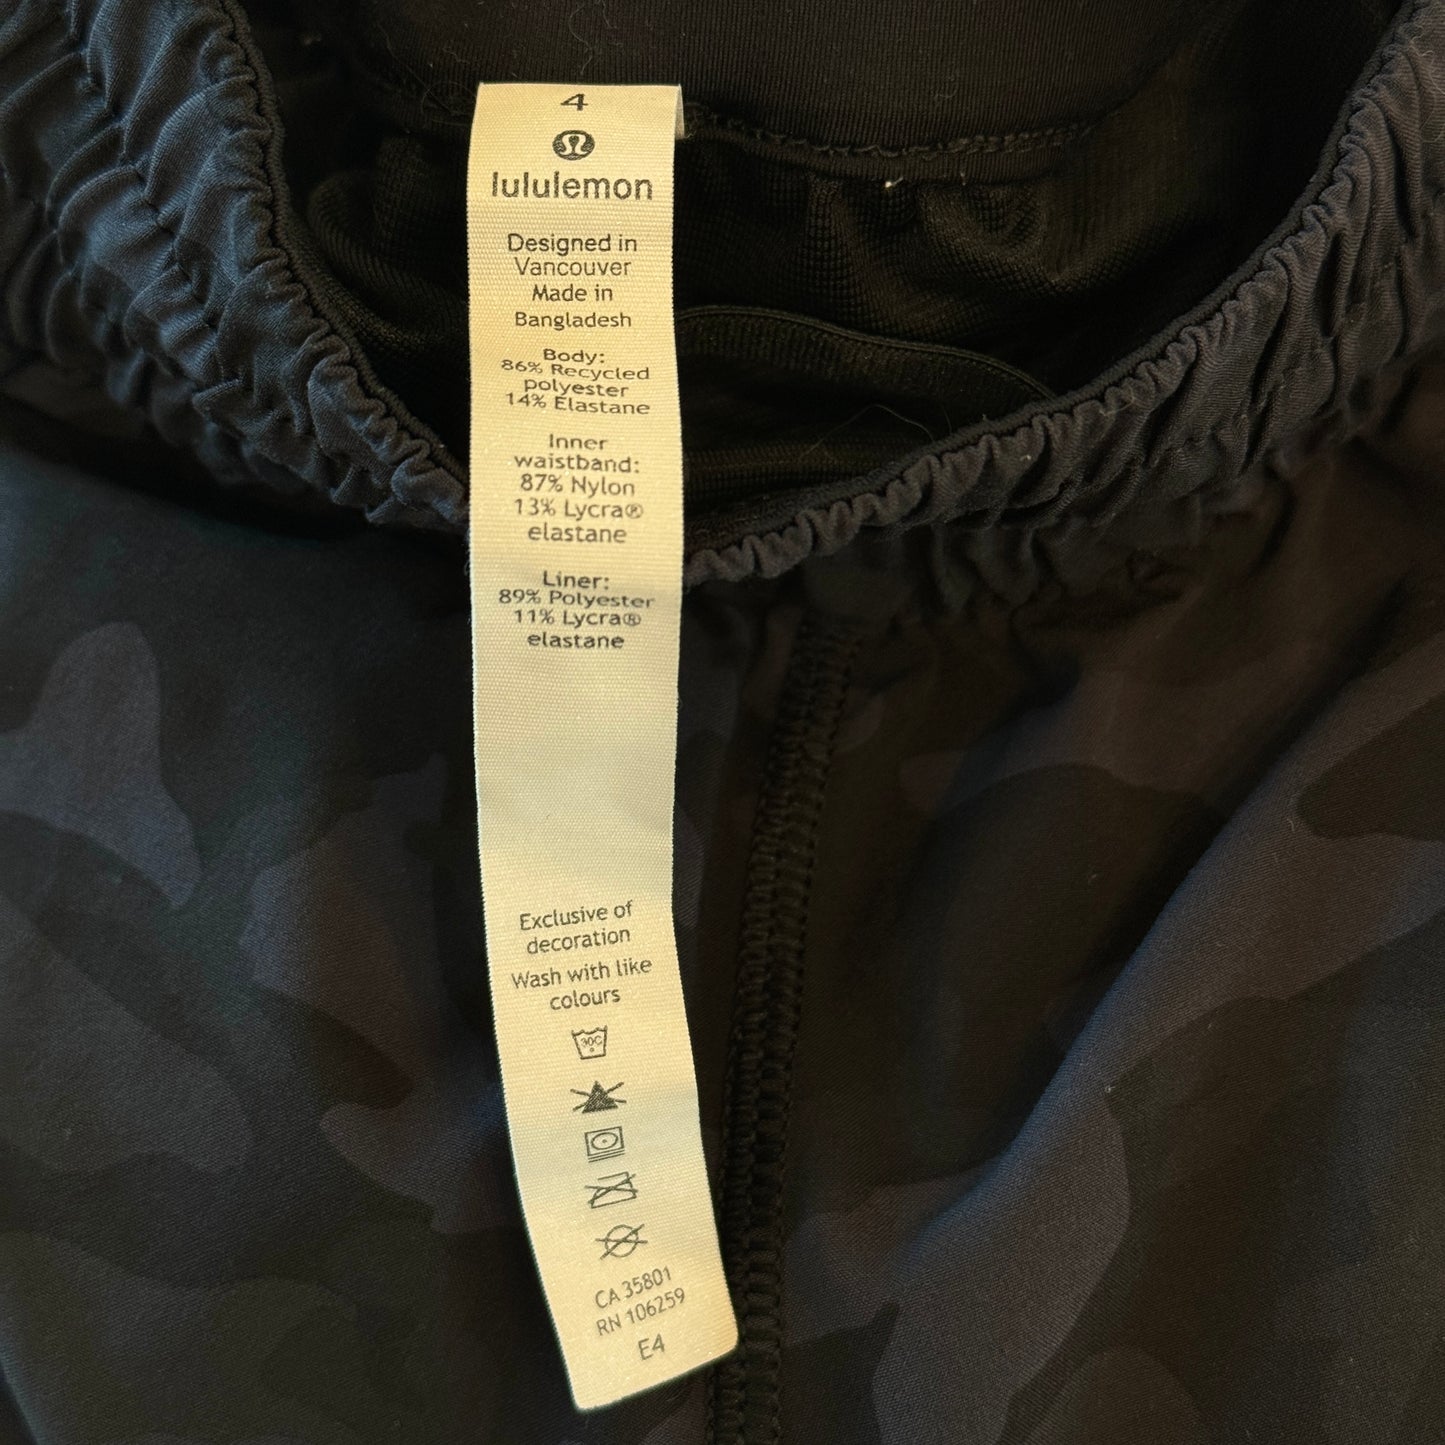 4
lululemon
Designed in
Vancouver
Made in
Bangladesh
Body:
86% Recycled
polyester
14% Elastane
Inner
waistband:
87% Nylon
13% Lycra®
elastane
Liner:
89% Polyester
11% Lycra®
elastane
Exclusive of
decoration
Wash with like
colours
30C
CA 35801
RN 106259
E4